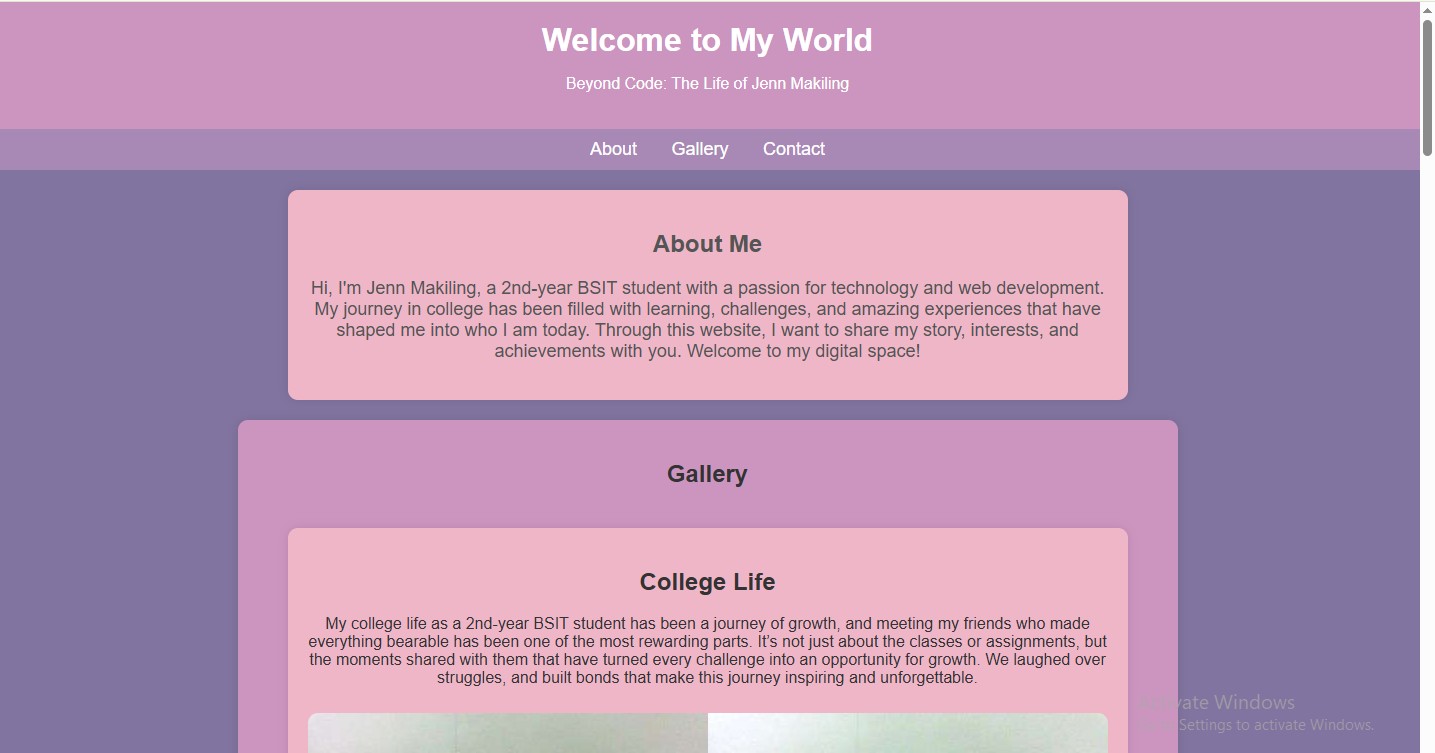 Welcome to My World
Beyond Code: The Life of Jenn Makiling
About Gallery Contact
About Me
Hi, I'm Jenn Makiling, a 2nd-year BSIT student with a passion for technology and web development.
My journey in college has been filled with learning, challenges, and amazing experiences that have
shaped me into who I am today. Through this website, I want to share my story, interests, and
achievements with you. Welcome to my digital space!
Gallery
College Life
My college life as a 2nd-year BSIT student has been a journey of growth, and meeting my friends who made
everything bearable has been one of the most rewarding parts. It's not just about the classes or assignments, but
the moments shared with them that have turned every challenge into an opportunity for growth. We laughed over
struggles, and built bonds that make this journey inspiring and unforgettable.
Activate Windows
Settings to activate Windows.